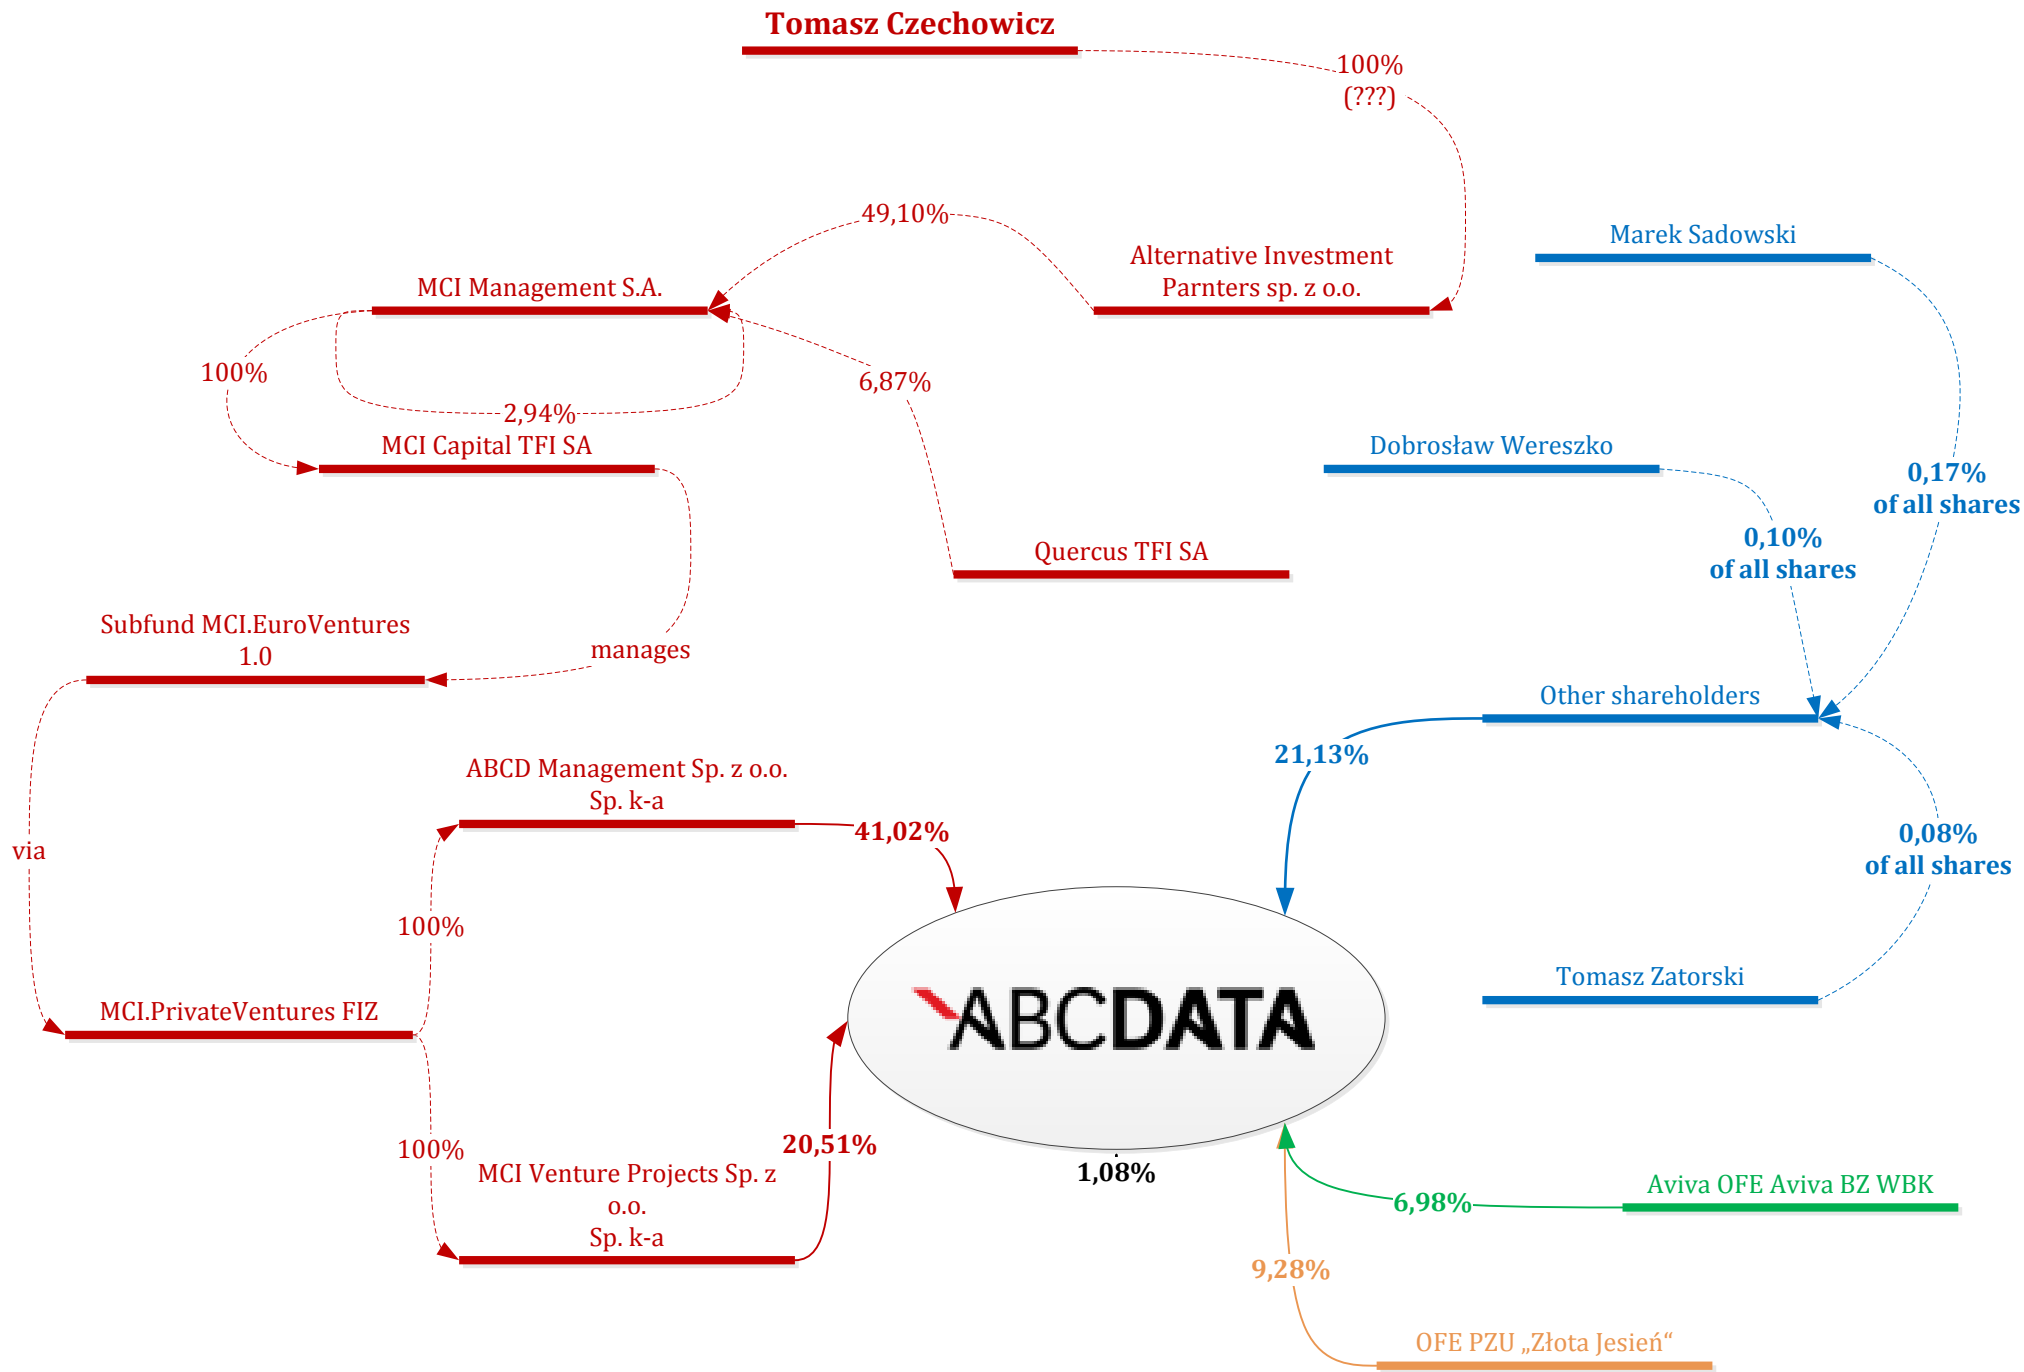 Tomasz Czechowicz
100%
(???)
49,10%
Marek Sadowski
Alternative Investment
Parnters sp. z o.o.
MCI Management S.A.
100%
6,87%
2,94%
MCI Capital TFI SA
Dobrosław Wereszko
0,17%
of all shares
0,10%
of all shares
Quercus TFI SA
Subfund MCI.EuroVentures
1.0
manages
Other shareholders
21,13%
ABCD Management Sp. z o.o.
Sp. k-a
41,02%
via
0,08%
of all shares
100%
Tomasz Zatorski
MCI.PrivateVentures FIZ
ABCDATA
100%
20,51%
MCI Venture Projects Sp. z
o.o.
Sp. k-a
1,08%
Aviva OFE Aviva BZ WBK
6,98%
9,28%
OFE PZU „Złota Jesień“